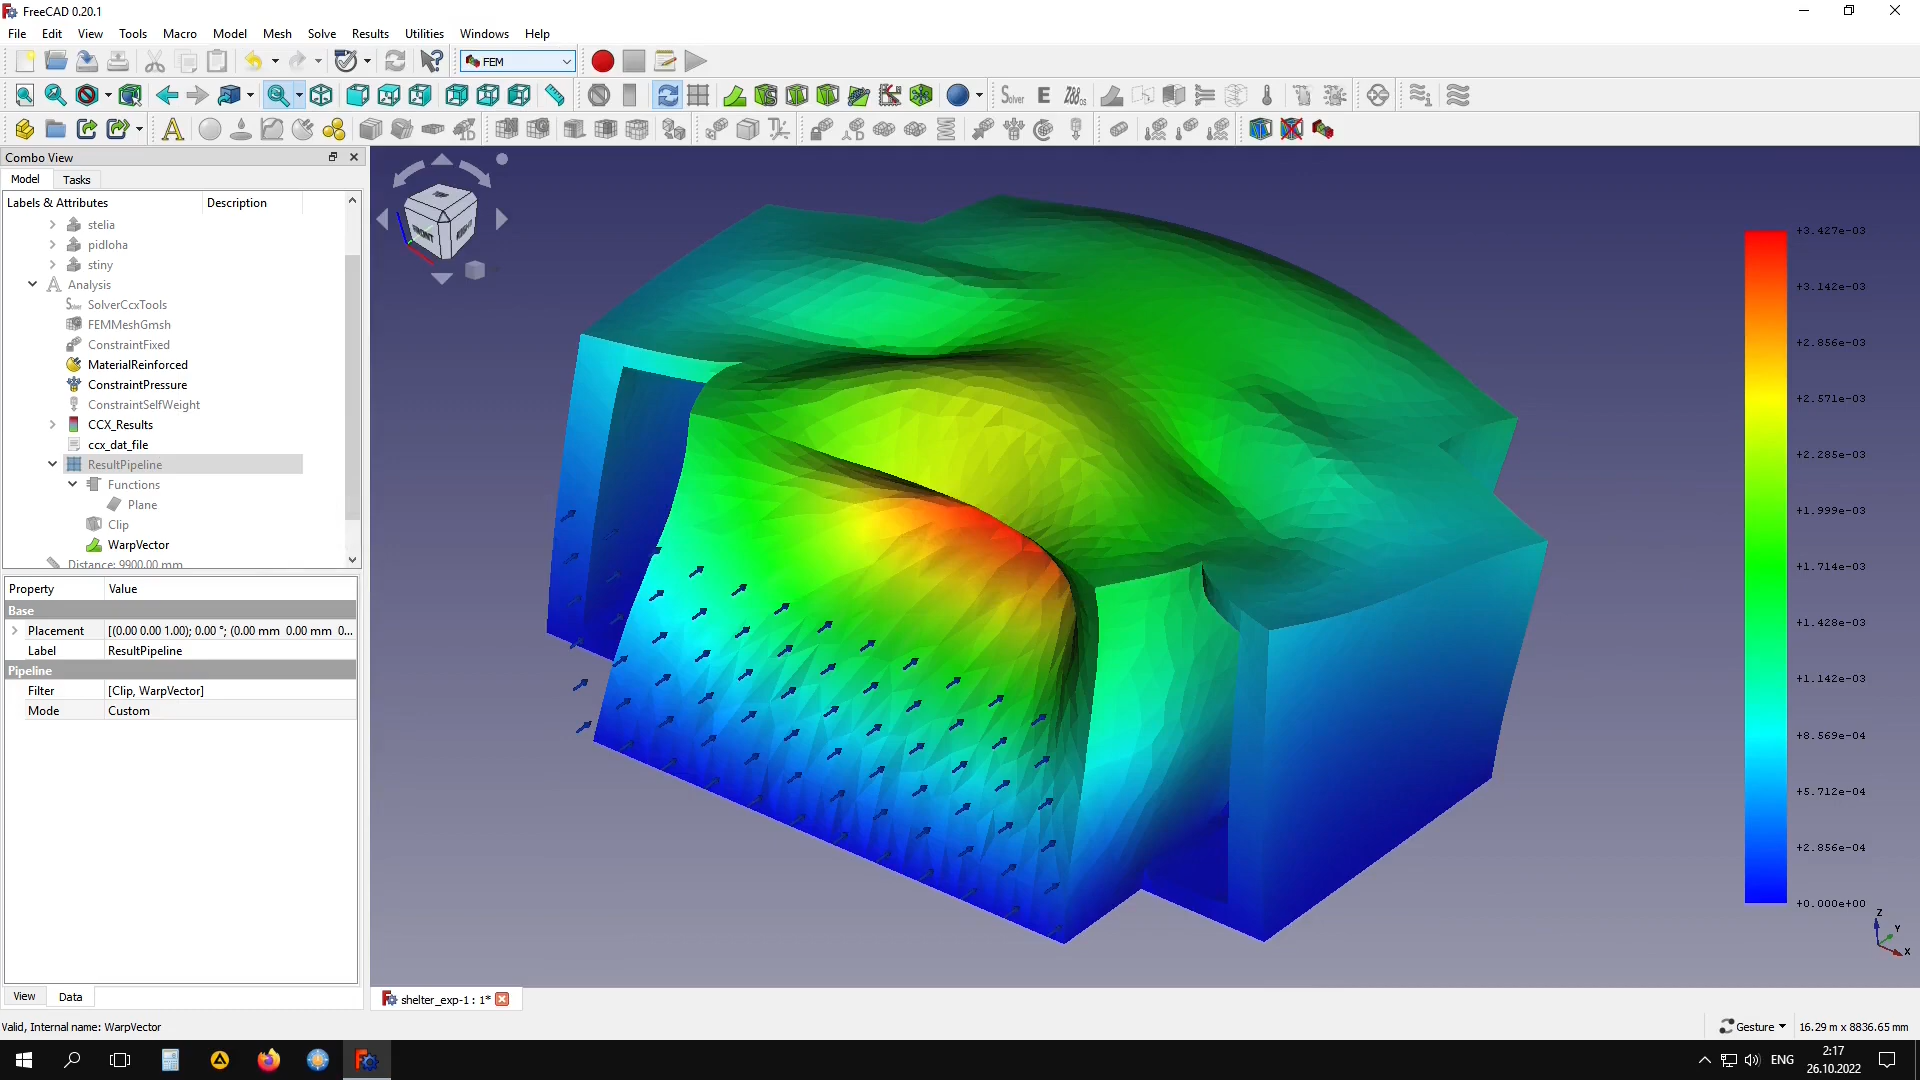 FreeCAD 0.20.1
File Edit View Tools Macro Model Mesh Solve Results Utilities Windows Help
FEM
Solver E Z88OS
Combo View
Model Tasks
Labels & Attributes Description
stelia
pidloha
stiny
Analysis
SolverCcxTools
FEMMeshGmsh
ConstraintFixed
MaterialReinforced
ConstraintPressure
ConstraintSelfWeight
CCX_Results
ccx_dat_file
ResultPipeline
Functions
Plane
Clip
WarpVector
Distance: 9900.00 mm
Property Value
Base
Placement [(0.00 0.00 1.00); 0.00 °; (0.00 mm 0.00 mm 0...
Label ResultPipeline
Pipeline
Filter [Clip, WarpVector]
Mode Custom
View Data
FRONT RIGHT
+3.427e-03
+3.142e-03
+2.856e-03
+2.571e-03
+2.285e-03
+1.999e-03
+1.714e-03
+1.428e-03
+1.142e-03
+8.569e-04
+5.712e-04
+2.856e-04
+0.000e+00
Z
Y
X
shelter_exp-1 : 1*
Valid, Internal name: WarpVector
Gesture 16.29 m x 8836.65 mm
ENG
2:17
26.10.2022